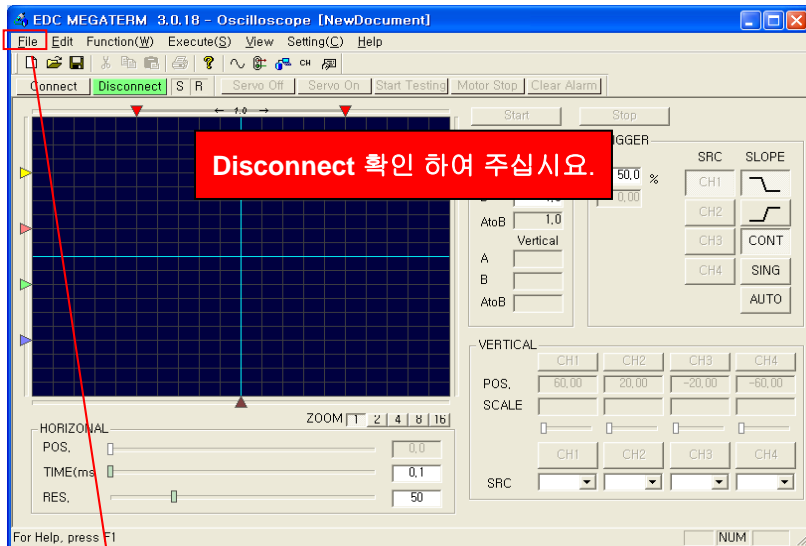 EDC MEGATERM 3.0.18 - Oscilloscope [NewDocument]
File Edit Function(W) Execute(S) View Setting(C) Help
CH
Connect Disconnect S R Servo Off Servo On Start Testing Motor Stop Clear Alarm
← 1.0 →
Start Stop
Disconnect 확인 하여 주십시요.
SRC SLOPE
50,0 %
CH1
0,00
CH2
AtoB 1,0
Vertical
CH3 CONT
A
CH4 SING
B
AtoB
AUTO
VERTICAL
CH1 CH2 CH3 CH4
POS, 60,00 20,00 -20,00 -60,00
SCALE
ZOOM 1 2 4 8 16
HORIZONAL
POS, 0,0
CH1 CH2 CH3 CH4
TIME(ms 0,1
SRC
RES, 50
For Help, press F1
NUM